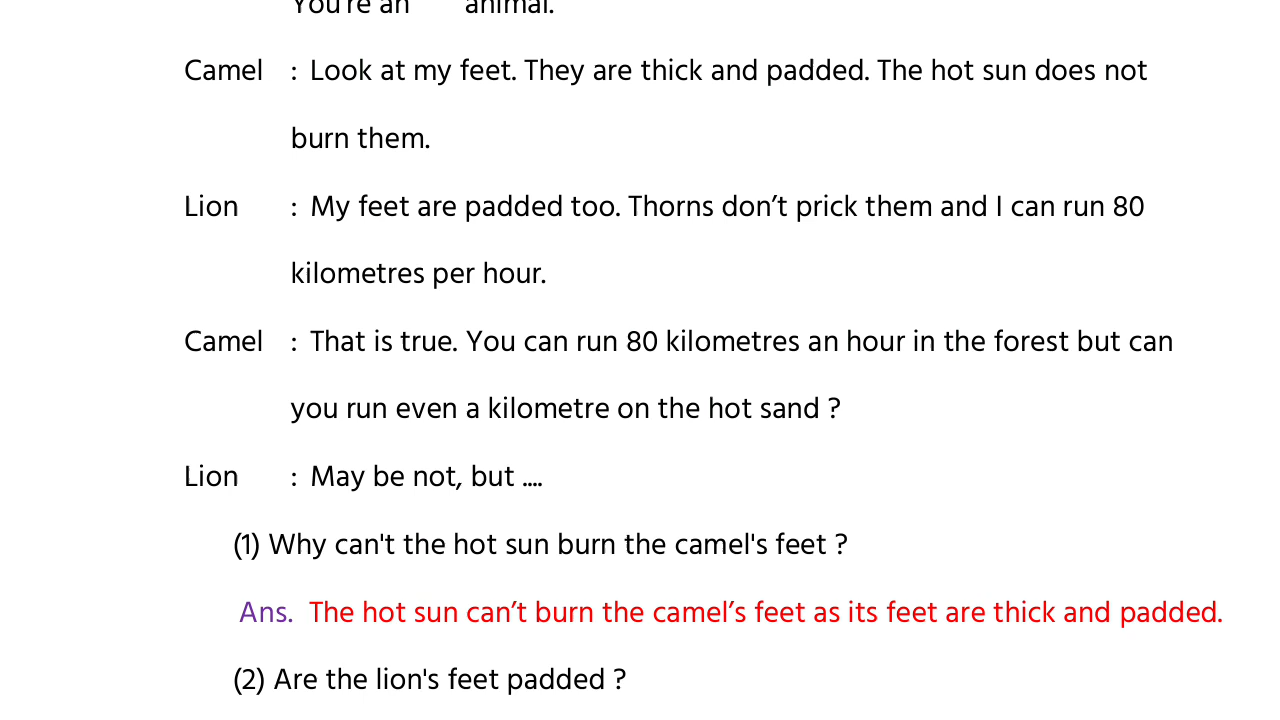 You're an animal.
Camel : Look at my feet. They are thick and padded. The hot sun does not
burn them.
Lion : My feet are padded too. Thorns don’t prick them and I can run 80
kilometres per hour.
Camel : That is true. You can run 80 kilometres an hour in the forest but can
you run even a kilometre on the hot sand ?
Lion : May be not, but ....
(1) Why can't the hot sun burn the camel's feet ?
Ans. The hot sun can’t burn the camel’s feet as its feet are thick and padded.
(2) Are the lion's feet padded ?